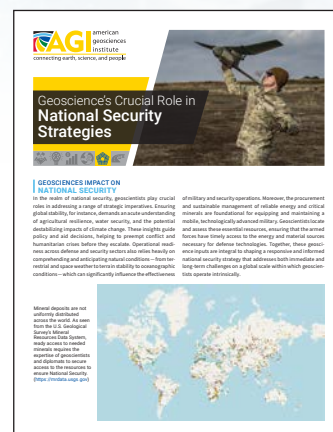 AGI american
geosciences
institute
connecting earth, science, and people
Geoscience's Crucial Role in
National Security
Strategies
GEOSCIENCES IMPACT ON
NATIONAL SECURITY
In the realm of national security, geoscientists play crucial
roles in addressing a range of strategic imperatives. Ensuring
global stability, for instance, demands an acute understanding
of agricultural resilience, water security, and the potential
destabilizing impacts of climate change. These insights guide
policy and aid decisions, helping to preempt conflict and
humanitarian crises before they escalate. Operational readi-
ness across defense and security sectors also relies heavily on
comprehending and anticipating natural conditions—from ter-
restrial and space weather to terrain stability to oceanographic
conditions—which can significantly influence the effectiveness
of military and security operations. Moreover, the procurement
and sustainable management of reliable energy and critical
minerals are foundational for equipping and maintaining a
mobile, technologically advanced military. Geoscientists locate
and assess these essential resources, ensuring that the armed
forces have timely access to the energy and material sources
necessary for defense technologies. Together, these geosci-
ence inputs are integral to shaping a responsive and informed
national security strategy that addresses both immediate and
long-term challenges on a global scale within which geoscien-
tists operate intrinsically.
Mineral deposits are not
uniformly distributed
across the world. As seen
from the U.S. Geological
Survey's Mineral
Resources Data System,
ready access to needed
minerals requires the
expertise of geoscientists
and diplomats to secure
access to the resources to
ensure National Security.
(https://mrdata.usgs.gov)